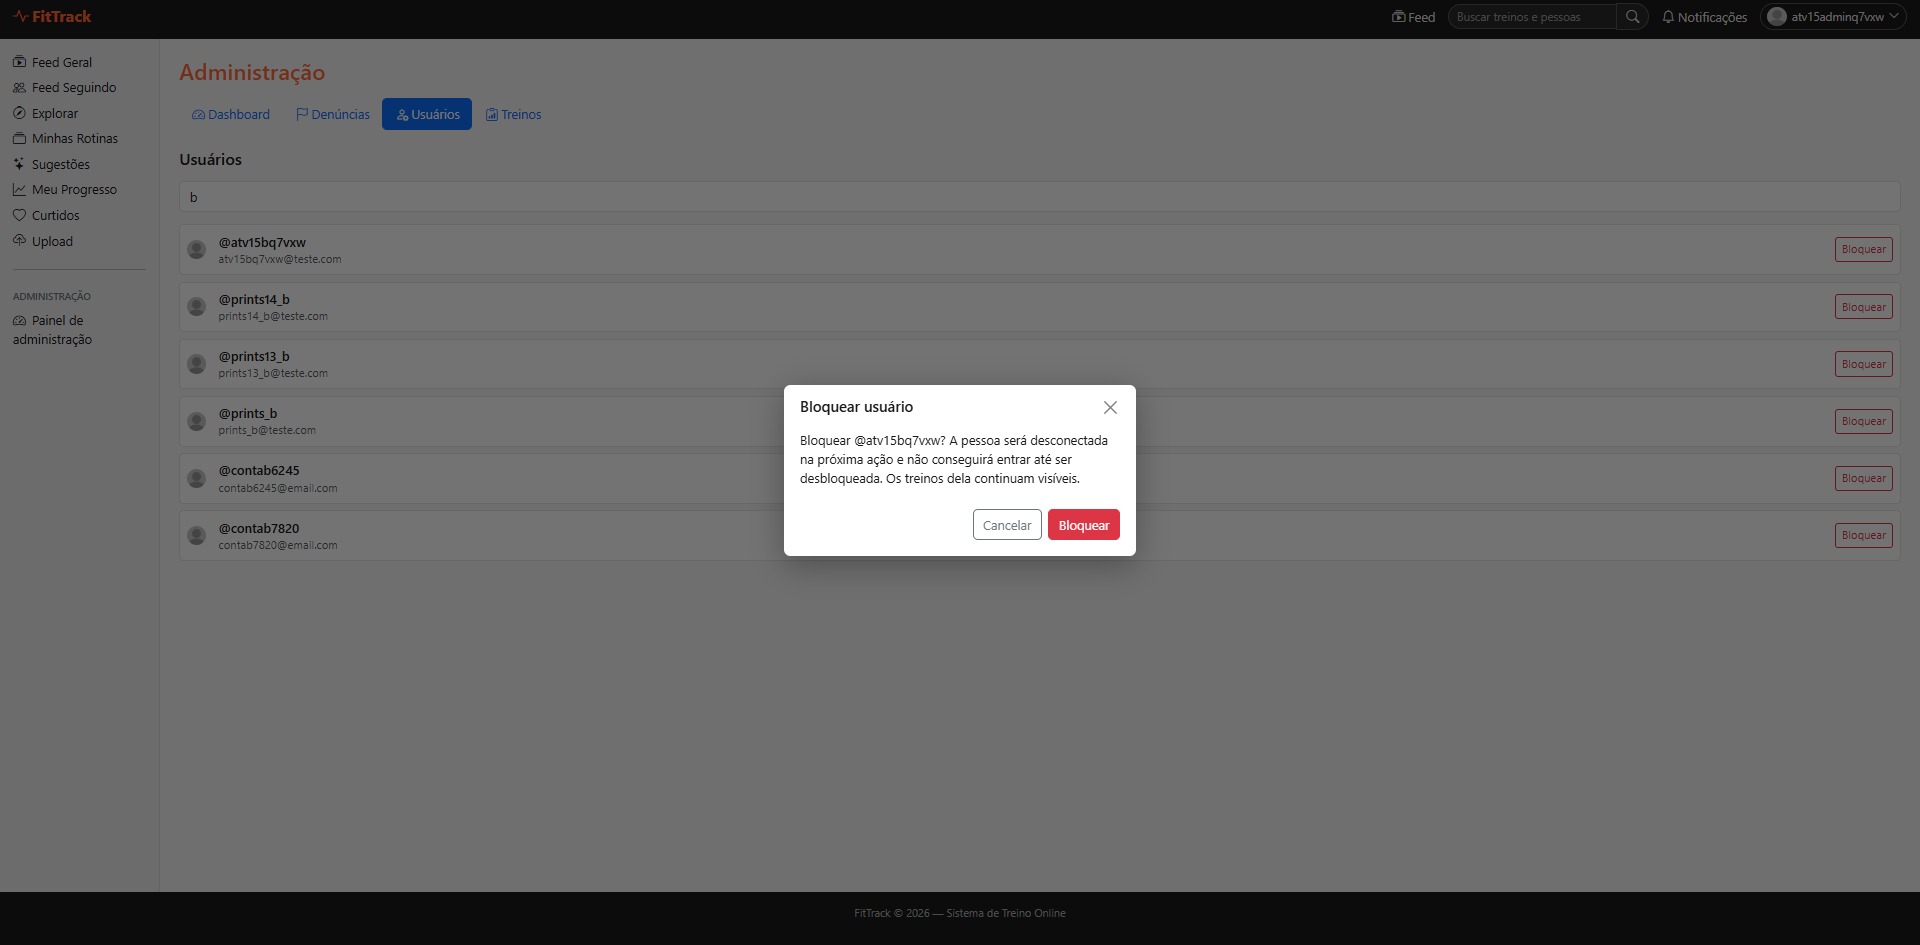 FitTrack
Feed
Buscar treinos e pessoas
Notificações
atv15adminq7vxw
Feed Geral
Feed Seguindo
Explorar
Minhas Rotinas
Sugestões
Meu Progresso
Curtidos
Upload
ADMINISTRAÇÃO
Painel de
administração
Administração
Dashboard
Denúncias
Usuários
Treinos
Usuários
b
@atv15bq7vxw
atv15bq7vxw@teste.com
Bloquear
@prints14_b
prints14_b@teste.com
Bloquear
@prints13_b
prints13_b@teste.com
Bloquear
@prints_b
prints_b@teste.com
Bloquear
@contab6245
contab6245@email.com
Bloquear
@contab7820
contab7820@email.com
Bloquear
Bloquear usuário
Bloquear @atv15bq7vxw? A pessoa será desconectada
na próxima ação e não conseguirá entrar até ser
desbloqueada. Os treinos dela continuam visíveis.
Cancelar
Bloquear
FitTrack © 2026 — Sistema de Treino Online